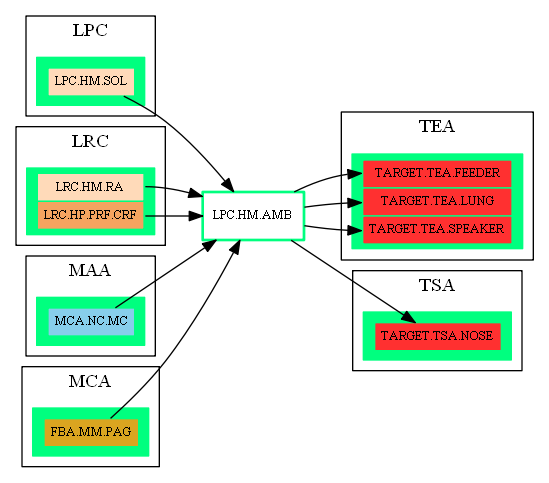 LPC
LPC.HM.SOL
LRC
LRC.HM.RA
LRC.HP.PRF.CRF
MAA
MCA.NC.MC
MCA
FBA.MM.PAG
LPC.HM.AMB
TEA
TARGET.TEA.FEEDER
TARGET.TEA.LUNG
TARGET.TEA.SPEAKER
TSA
TARGET.TSA.NOSE